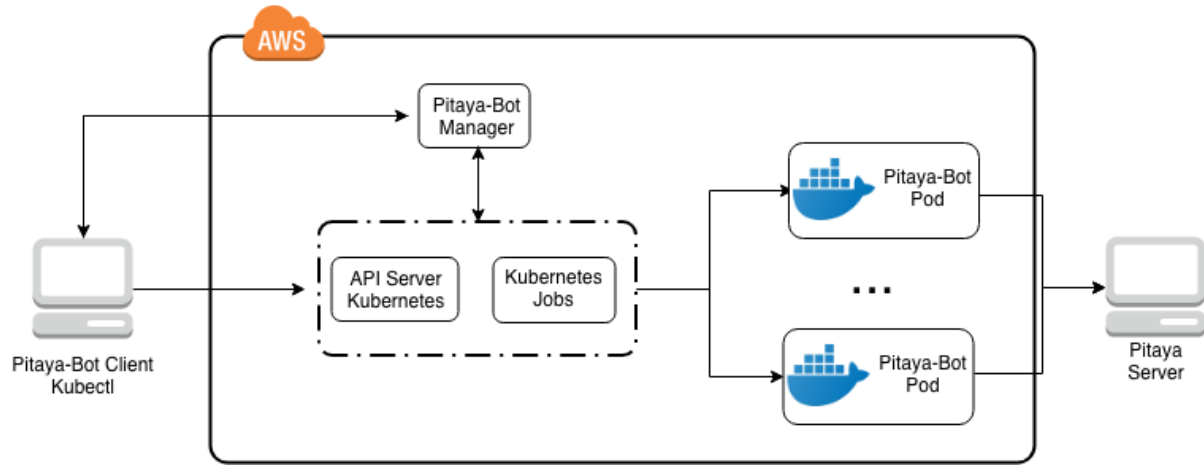 AWS
Pitaya-Bot
Manager
API Server
Kubernetes
Kubernetes
Jobs
Pitaya-Bot
Pod
...
Pitaya-Bot
Pod
Pitaya-Bot Client
Kubectl
Pitaya
Server